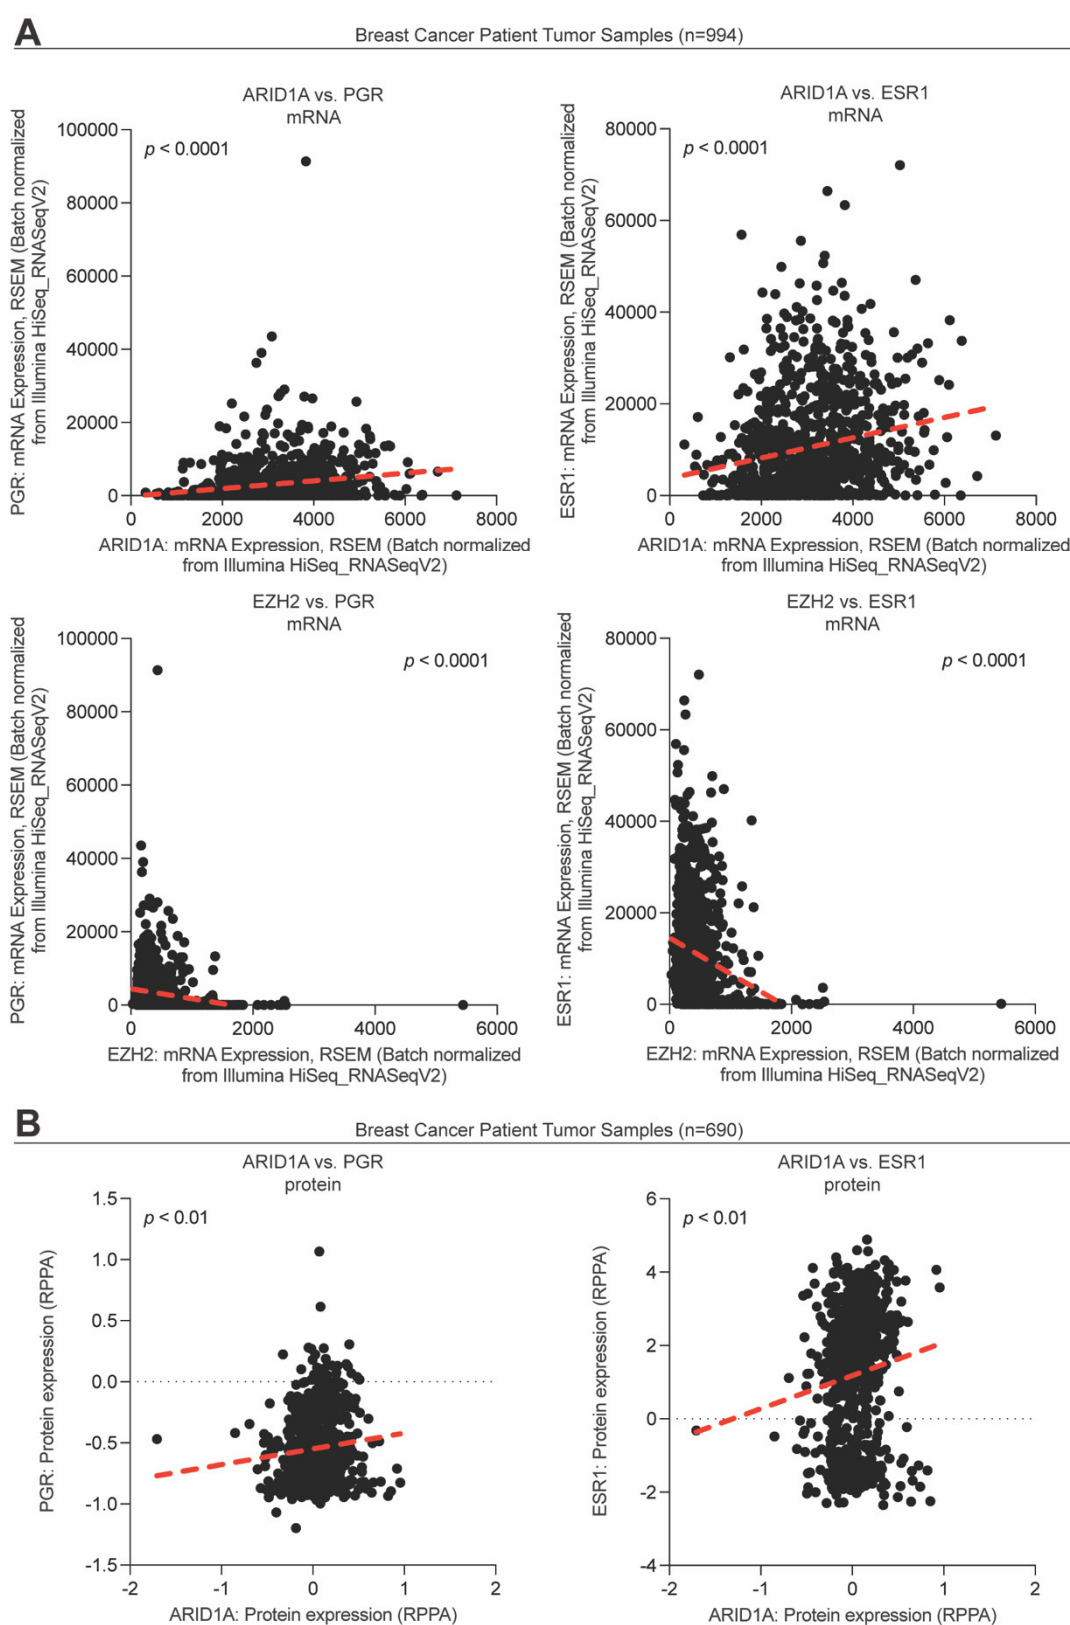 A
Breast Cancer Patient Tumor Samples (n=994)
ARID1A vs. PGR
mRNA
p < 0.0001
PGR: mRNA Expression, RSEM (Batch normalized
from Illumina HiSeq_RNASeqV2)
100000
80000
60000
40000
20000
0
0 2000 4000 6000 8000
ARID1A: mRNA Expression, RSEM (Batch normalized
from Illumina HiSeq_RNASeqV2)
ARID1A vs. ESR1
mRNA
p < 0.0001
ESR1: mRNA Expression, RSEM (Batch normalized
from Illumina HiSeq_RNASeqV2)
80000
60000
40000
20000
0
0 2000 4000 6000 8000
ARID1A: mRNA Expression, RSEM (Batch normalized
from Illumina HiSeq_RNASeqV2)
EZH2 vs. PGR
mRNA
p < 0.0001
PGR: mRNA Expression, RSEM (Batch normalized
from Illumina HiSeq_RNASeqV2)
100000
80000
60000
40000
20000
0
0 2000 4000 6000
EZH2: mRNA Expression, RSEM (Batch normalized
from Illumina HiSeq_RNASeqV2)
EZH2 vs. ESR1
mRNA
p < 0.0001
ESR1: mRNA Expression, RSEM (Batch normalized
from Illumina HiSeq_RNASeqV2)
80000
60000
40000
20000
0
0 2000 4000 6000
EZH2: mRNA Expression, RSEM (Batch normalized
from Illumina HiSeq_RNASeqV2)
B
Breast Cancer Patient Tumor Samples (n=690)
ARID1A vs. PGR
protein
p < 0.01
PGR: Protein expression (RPPA)
1.5
1.0
0.5
0.0
-0.5
-1.0
-1.5
-2 -1 0 1 2
ARID1A: Protein expression (RPPA)
ARID1A vs. ESR1
protein
p < 0.01
ESR1: Protein expression (RPPA)
6
4
2
0
-2
-4
-2 -1 0 1 2
ARID1A: Protein expression (RPPA)